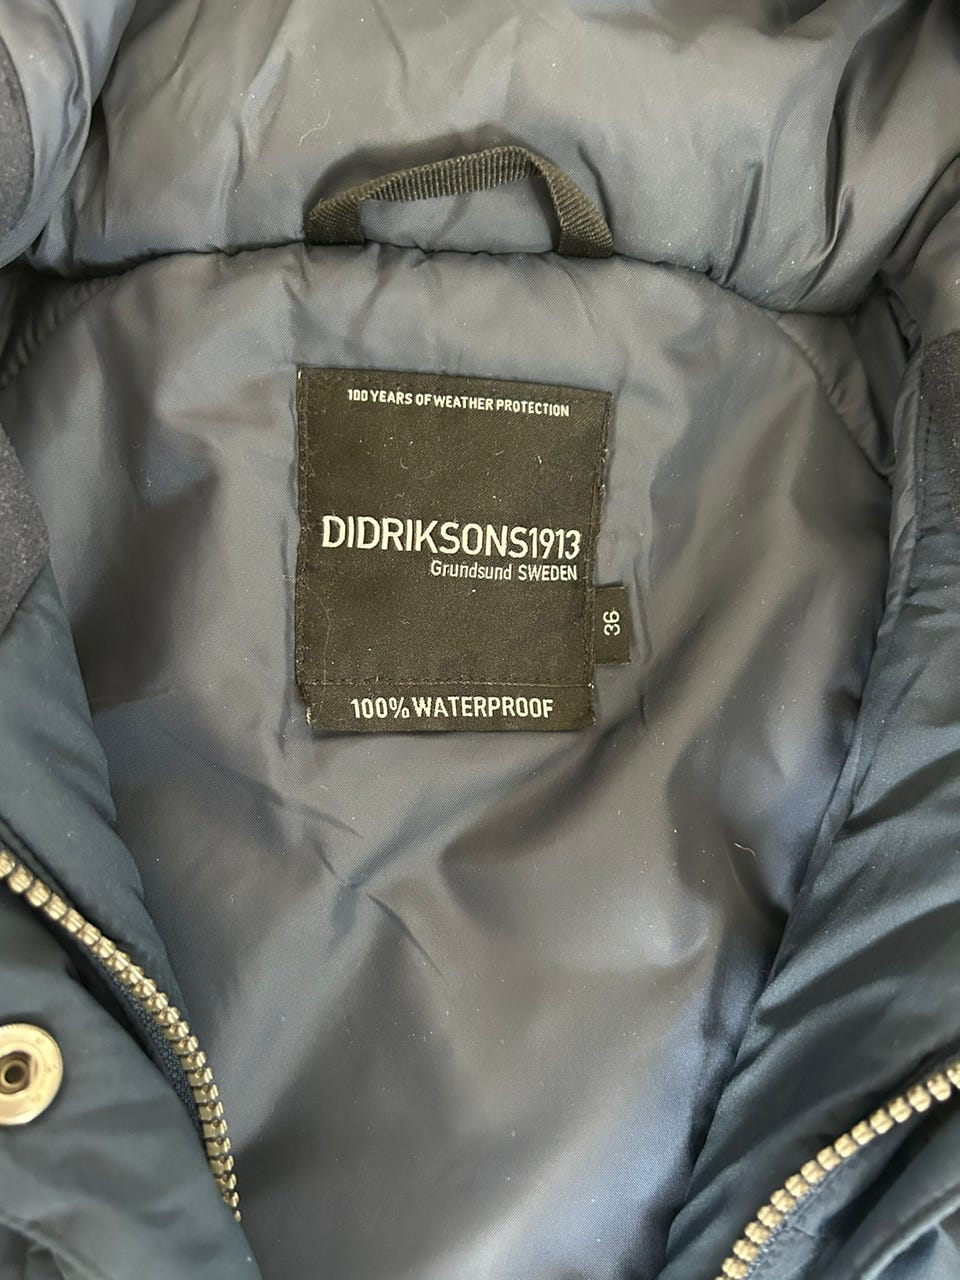 100 YEARS OF WEATHER PROTECTION
DIDRIKSONS1913
Grundsund SWEDEN
36
100% WATERPROOF